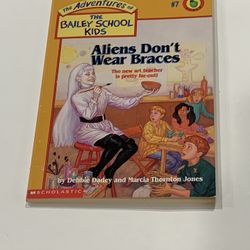 The Adventures of
THE
BAILEY SCHOOL
KIDS
#7
Aliens Don't
Wear Braces
The new art teacher
is pretty far-out!
by Debbie Dadey and Marcia Thornton Jones
SCHOLASTIC